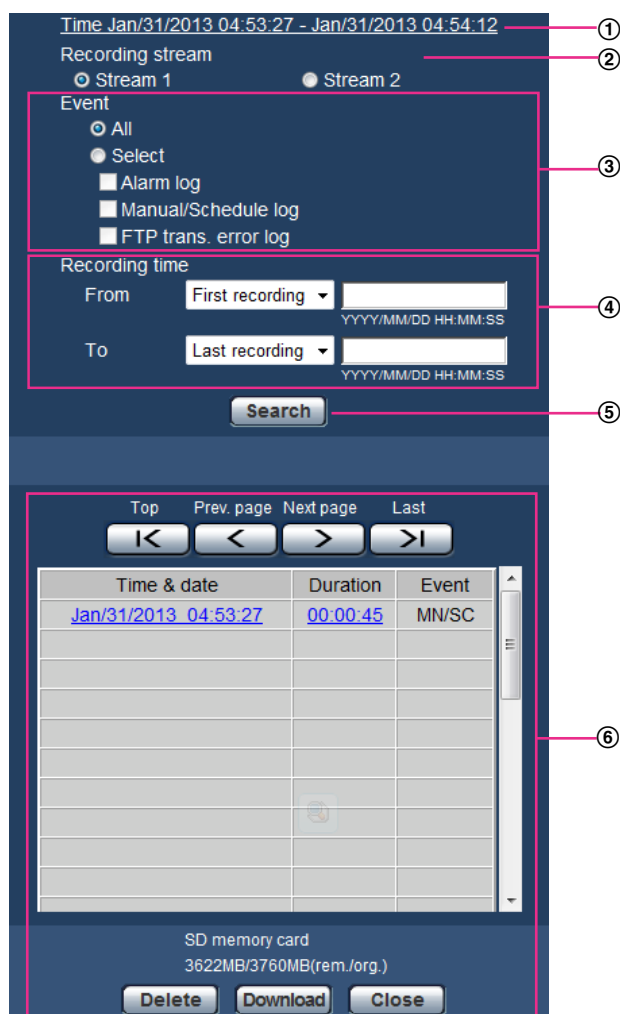 Time Jan/31/2013 04:53:27 - Jan/31/2013 04:54:12 ①
Recording stream ②
Stream 1 Stream 2
Event
All
Select ③
Alarm log
Manual/Schedule log
FTP trans. error log
Recording time
From First recording ④
YYYY/MM/DD HH:MM:SS
To Last recording
YYYY/MM/DD HH:MM:SS
Search ⑤
Top Prev. page Next page Last
Time & date Duration Event
Jan/31/2013 04:53:27 00:00:45 MN/SC
⑥
SD memory card
3622MB/3760MB(rem./org.)
Delete Download Close